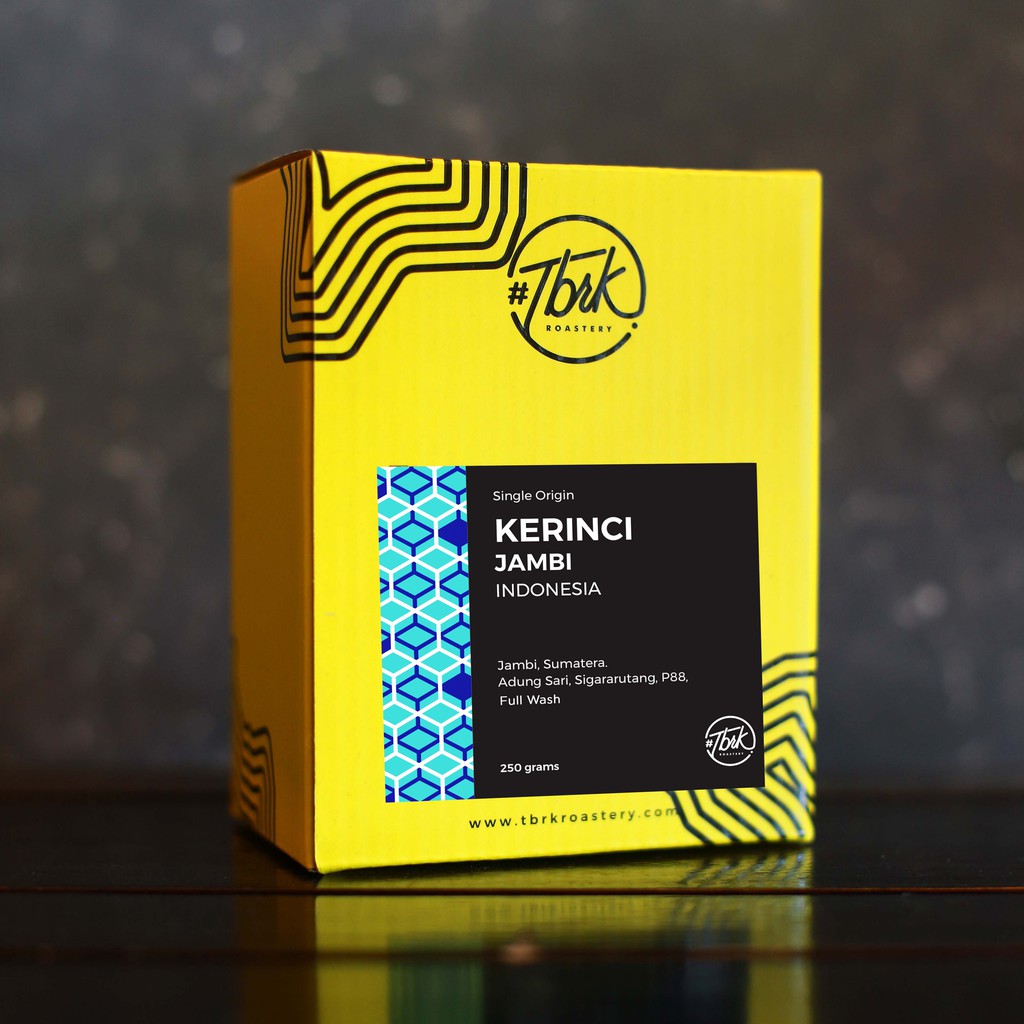 #Tbrk
ROASTERY
Single Origin
KERINCI
JAMBI
INDONESIA
Jambi, Sumatera.
Adung Sari, Sigararutang, P88,
Full Wash
250 grams
#Tbrk
ROASTERY
www.tbrkroastery.com